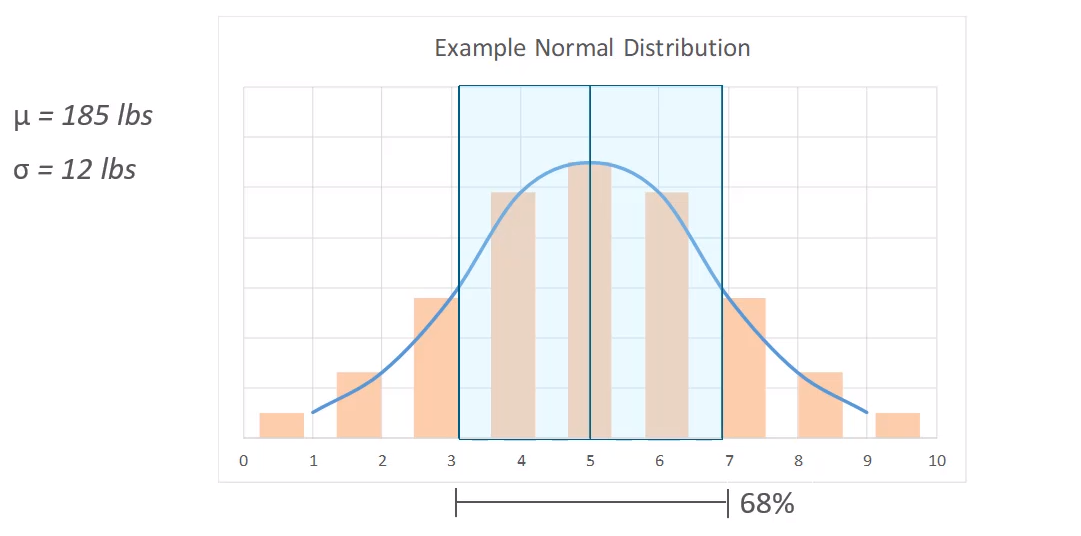 Example Normal Distribution
μ = 185 lbs
σ = 12 lbs
0 1 2 3 4 5 6 7 8 9 10
68%